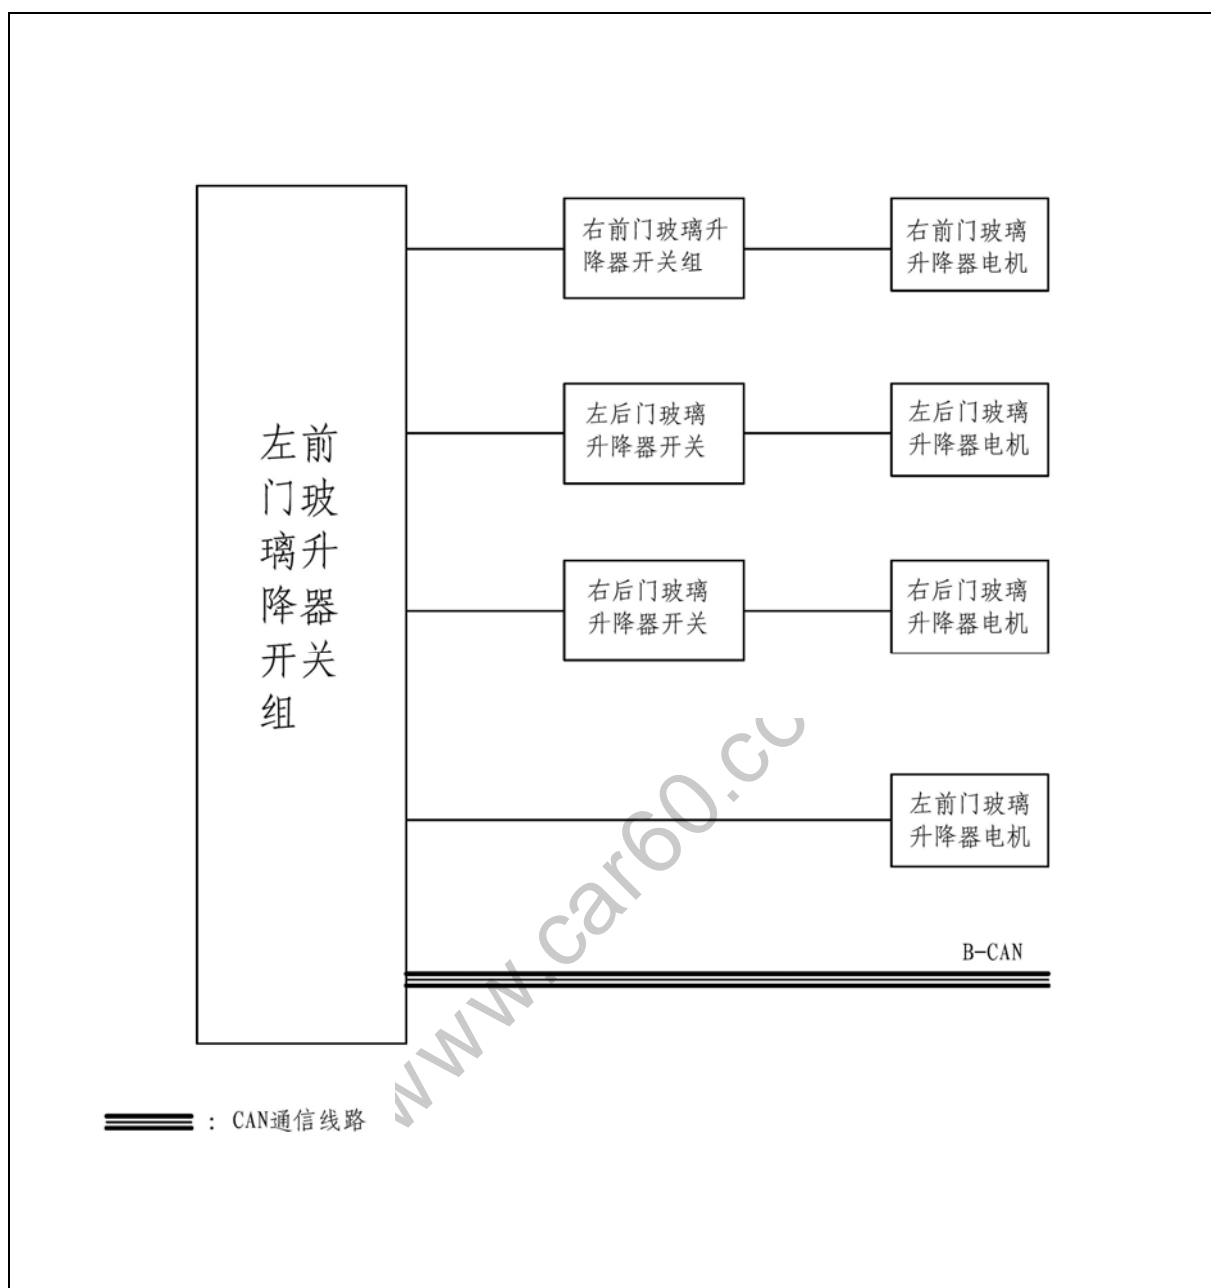 右前门玻璃升
降器开关组
右前门玻璃
升降器电机
左后门玻璃
升降器开关
左后门玻璃
升降器电机
左前
门玻
璃升
降器
开关
组
右后门玻璃
升降器开关
右后门玻璃
升降器电机
左前门玻璃
升降器电机
B-CAN
：CAN通信线路
www.car60.co